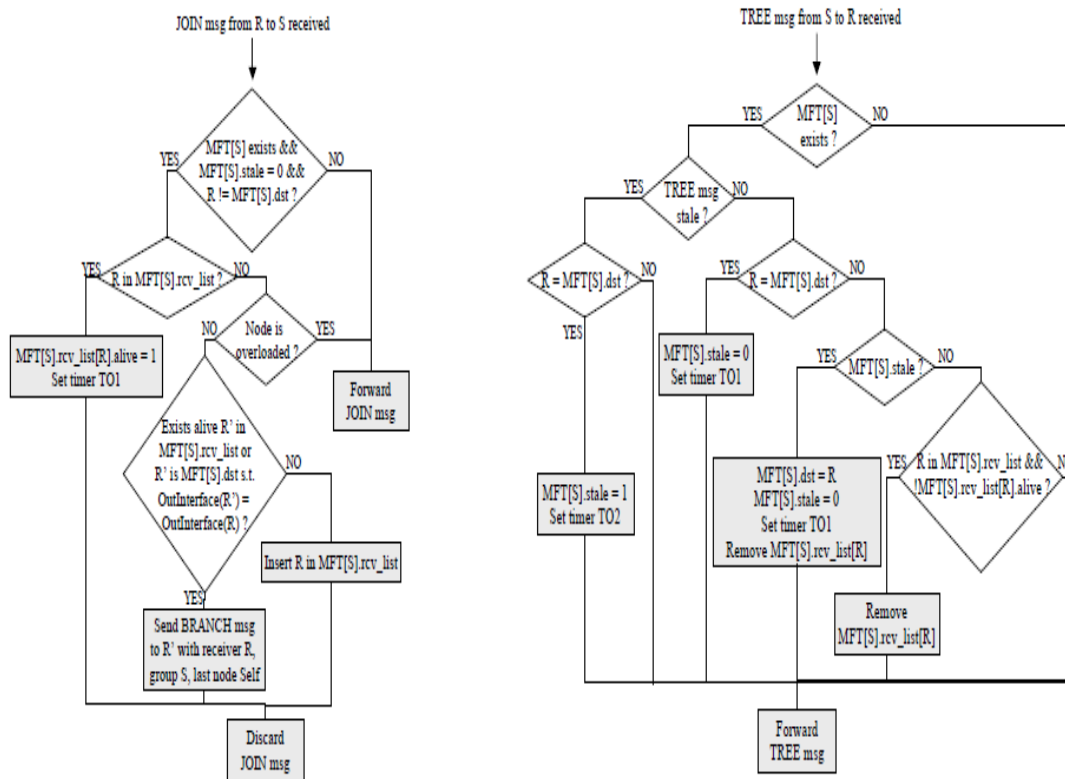 JOIN msg from R to S received
MFT[S] exists &&
MFT[S].stale = 0 &&
R != MFT[S].dst ?
YES
NO
R in MFT[S].rcv_list ?
YES
NO
Node is
overloaded ?
NO
YES
MFT[S].rcv_list[R].alive = 1
Set timer TO1
Forward
JOIN msg
Exists alive R' in
MFT[S].rcv_list or
R' is MFT[S].dst s.t.
OutInterface(R') =
OutInterface(R) ?
NO
YES
Insert R in MFT[S].rcv_list
Send BRANCH msg
to R' with receiver R,
group S, last node Self
Discard
JOIN msg
TREE msg from S to R received
MFT[S]
exists ?
YES
NO
TREE msg
stale ?
YES
NO
R = MFT[S].dst ?
NO
YES
R = MFT[S].dst ?
YES
NO
MFT[S].stale = 0
Set timer TO1
MFT[S].stale ?
YES
NO
MFT[S].stale = 1
Set timer TO2
MFT[S].dst = R
MFT[S].stale = 0
Set timer TO1
Remove MFT[S].rcv_list[R]
R in MFT[S].rcv_list &&
!MFT[S].rcv_list[R].alive ?
YES
NO
Remove
MFT[S].rcv_list[R]
Forward
TREE msg